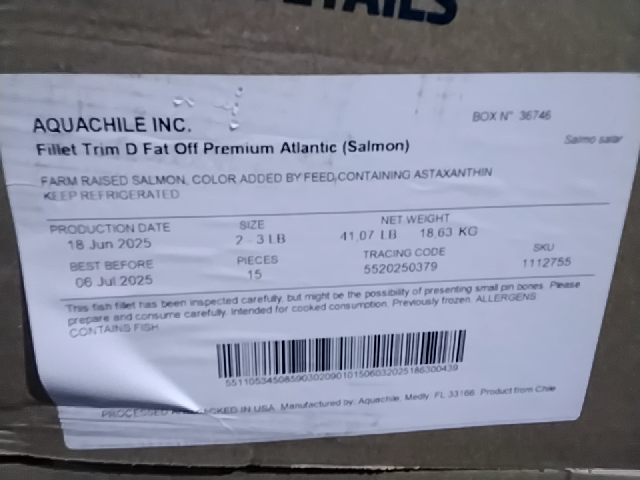 DETAILS
BOX N° 36746
AQUACHILE INC.
Fillet Trim D Fat Off Premium Atlantic (Salmon)
Salmo salar
FARM RAISED SALMON, COLOR ADDED BY FEED,CONTAINING ASTAXANTHIN
KEEP REFRIGERATED
PRODUCTION DATE SIZE NET WEIGHT
18 Jun 2025 2 - 3 LB 41,07 LB 18,63 KG
BEST BEFORE PIECES TRACING CODE SKU
06 Jul 2025 15 5520250379 1112755
This fish fillet has been inspected carefully, but might be the possibility of presenting small pin bones. Please
prepare and consume carefully. Intended for cooked consumption. Previously frozen. ALLERGENS:
CONTAINS FISH
PROCESSED AND PACKED IN USA. Manufactured by: Aquachile, Medly, FL 33166. Product from Chile